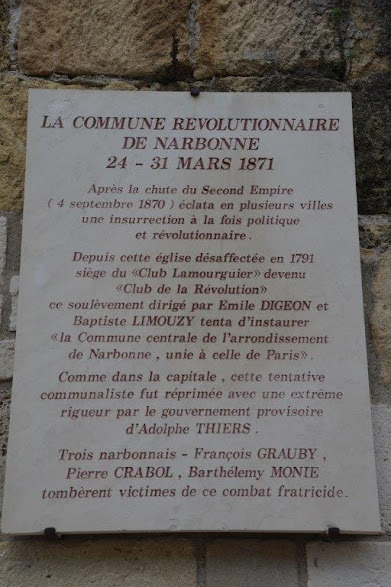 LA COMMUNE REVOLUTIONNAIRE
DE NARBONNE
24 - 31 MARS 1871
Après la chute du Second Empire
( 4 septembre 1870 ) éclata en plusieurs villes
une insurrection à la fois politique
et révolutionnaire .
Depuis cette église désaffectée en 1791
siège du «Club Lamourguier» devenu
«Club de la Révolution»
ce soulèvement dirigé par Emile DIGEON et
Baptiste LIMOUZY tenta d'instaurer
«la Commune centrale de l'arrondissement
de Narbonne , unie à celle de Paris» .
Comme dans la capitale , cette tentative
communaliste fut réprimée avec une extrême
rigueur par le gouvernement provisoire
d'Adolphe THIERS .
Trois narbonnais - François GRAUBY ,
Pierre CRABOL , Barthélemy MONIE
tombèrent victimes de ce combat fratricide .